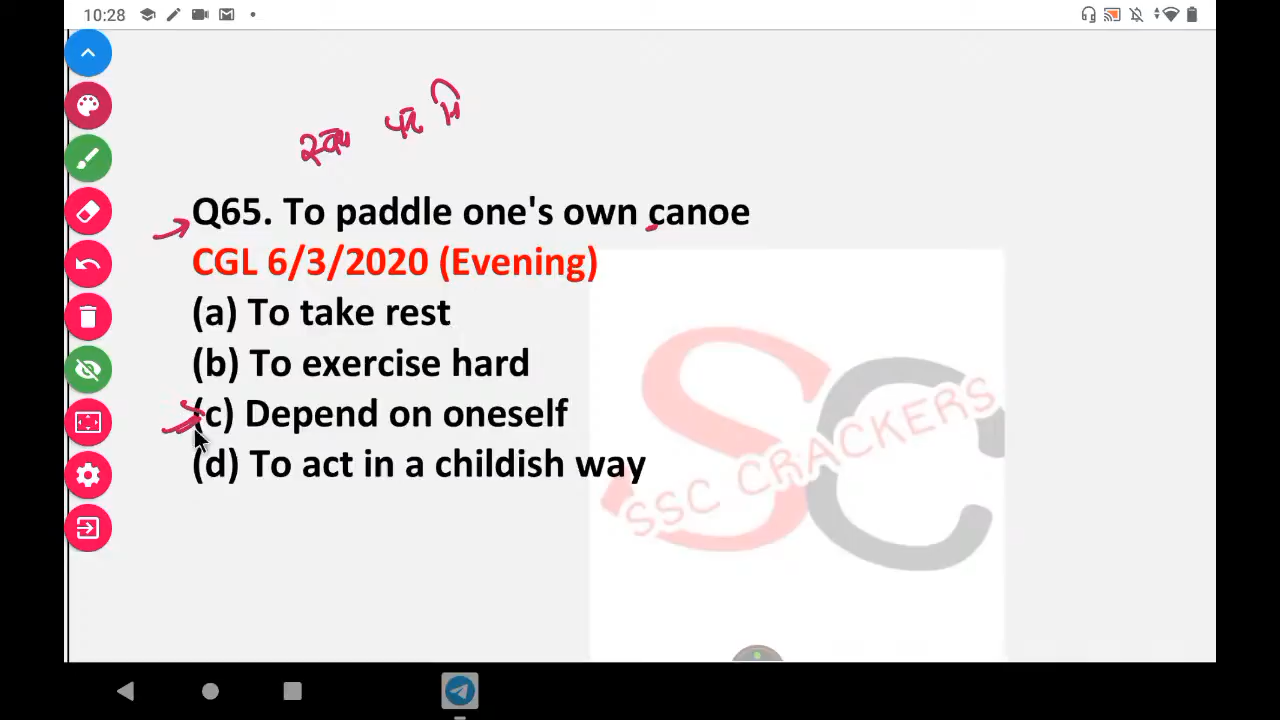 10:28
Q65. To paddle one's own canoe
CGL 6/3/2020 (Evening)
(a) To take rest
(b) To exercise hard
(c) Depend on oneself
(d) To act in a childish way
SSC CRACKERS